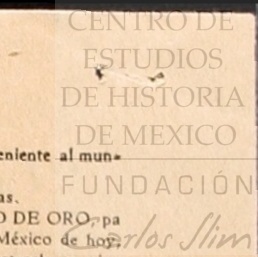 CENTRO DE
ESTUDIOS
DE HISTORIA
DE MEXICO
eniente al mun-
FUNDACIÓN
as.
O DE ORO, pa
México de hoy,
Carlos Slim